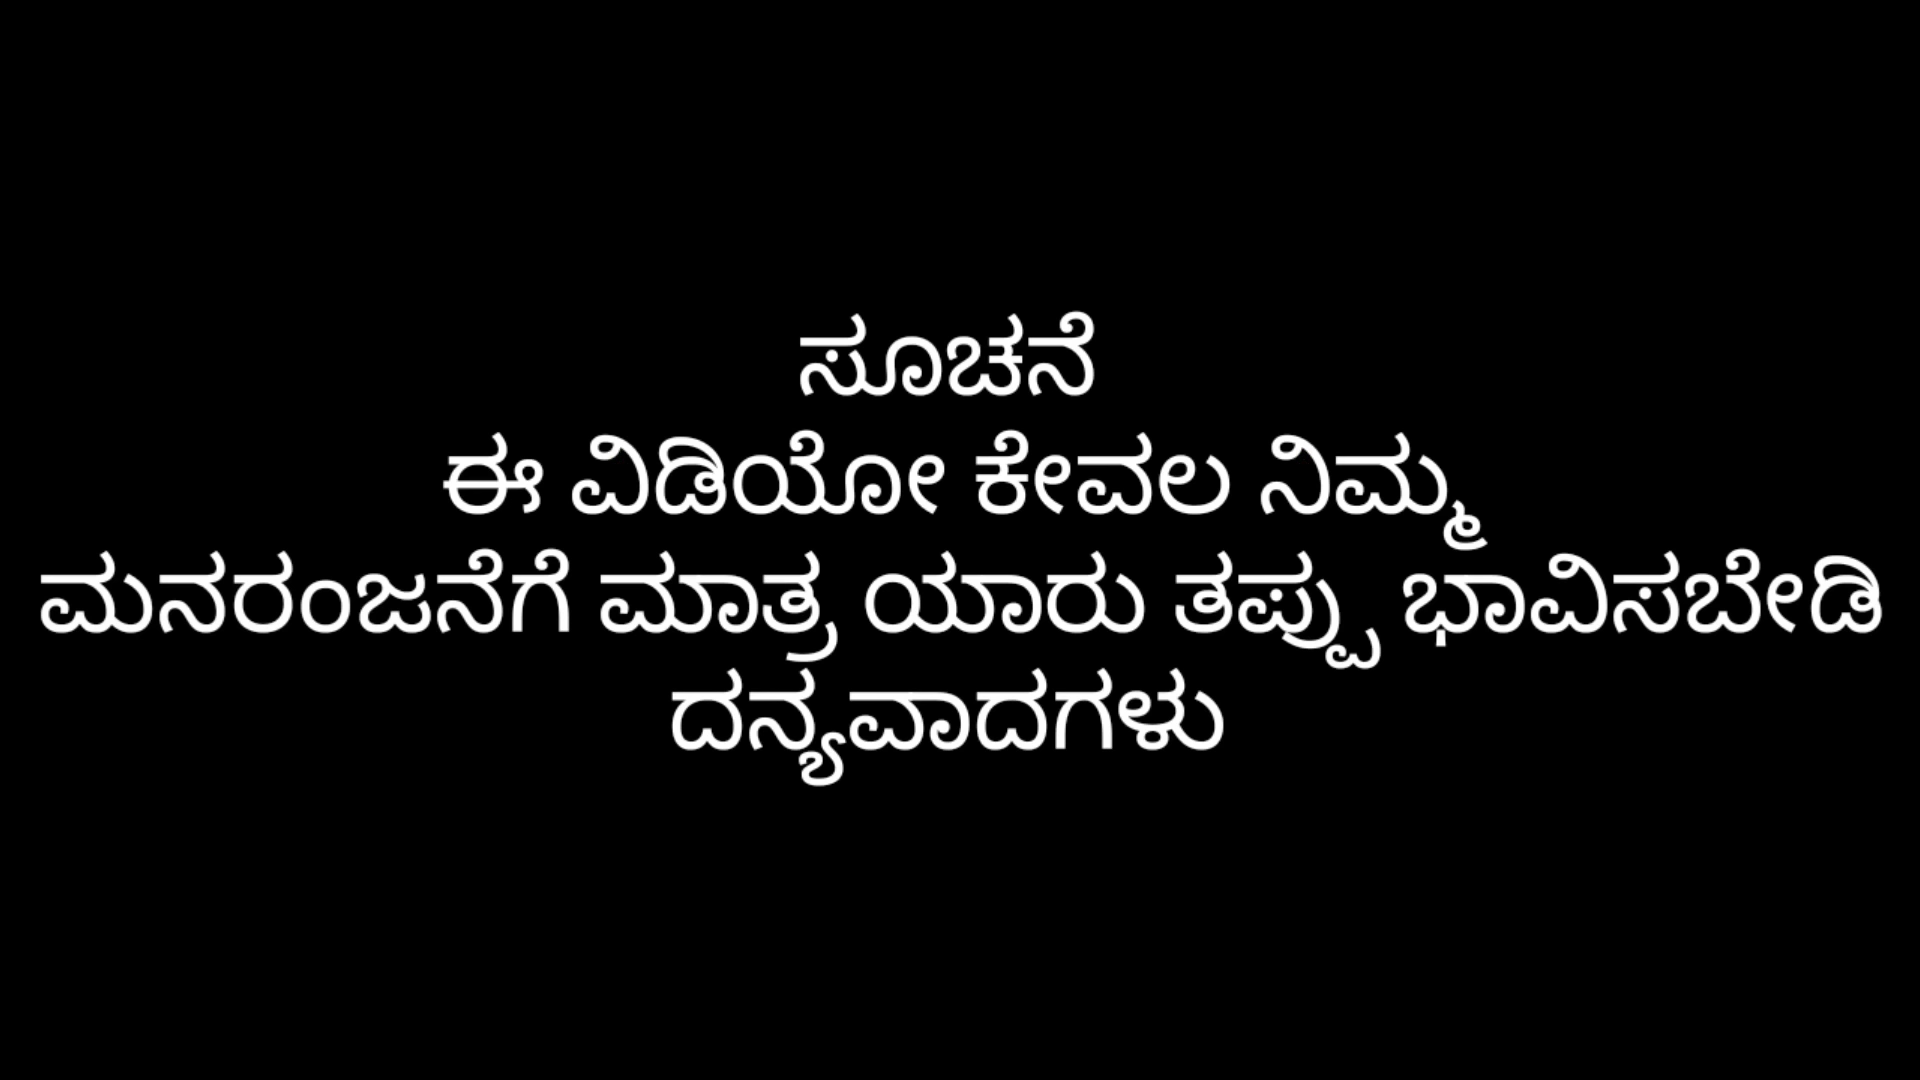 ಸೂಚನೆ
ಈ ವಿಡಿಯೋ ಕೇವಲ ನಿಮ್ಮ
ಮನರಂಜನೆಗೆ ಮಾತ್ರ ಯಾರು ತಪ್ಪು ಭಾವಿಸಬೇಡಿ
ದನ್ಯವಾದಗಳು